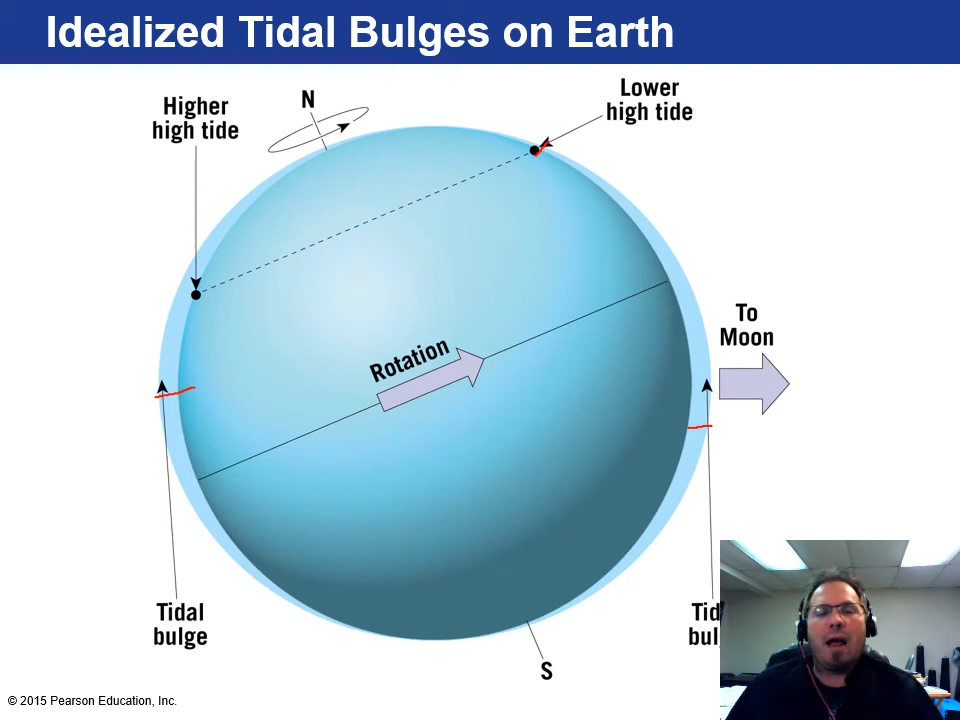 Idealized Tidal Bulges on Earth
Higher
high tide
N
Lower
high tide
Rotation
To
Moon
Tidal
bulge
S
© 2015 Pearson Education, Inc.